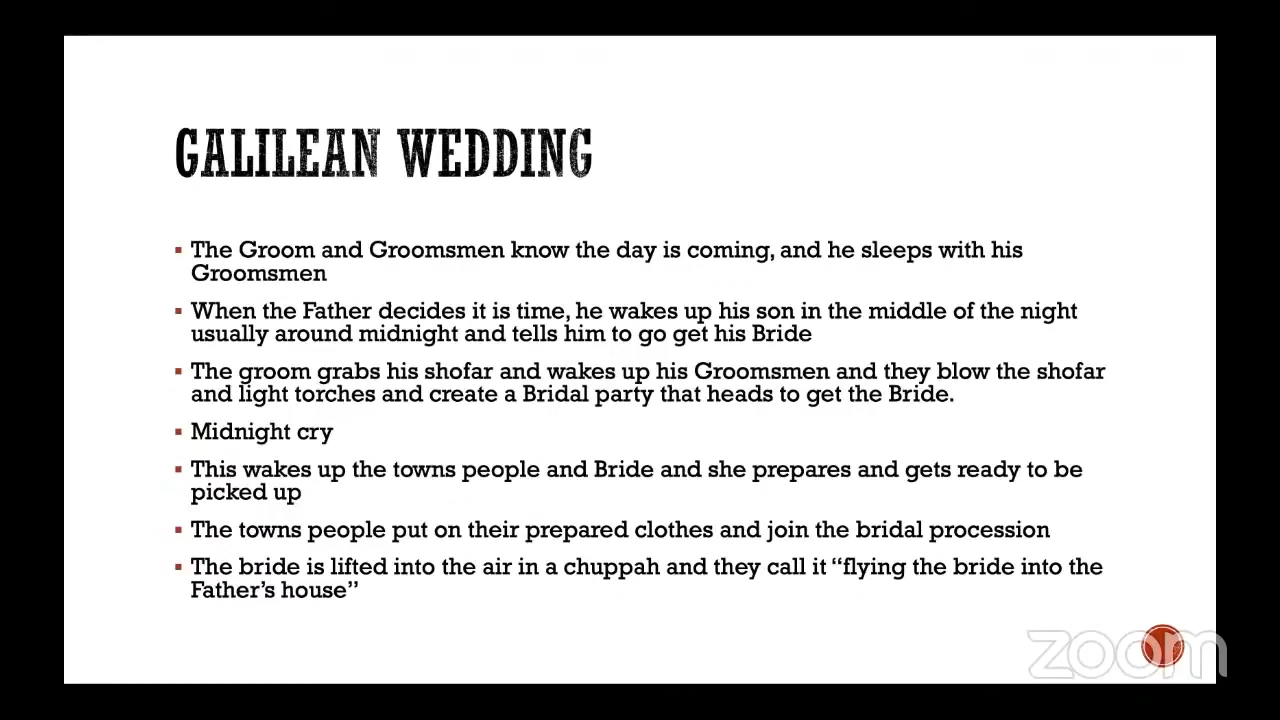 GALILEAN WEDDING
▪ The Groom and Groomsmen know the day is coming, and he sleeps with his
Groomsmen
▪ When the Father decides it is time, he wakes up his son in the middle of the night
usually around midnight and tells him to go get his Bride
▪ The groom grabs his shofar and wakes up his Groomsmen and they blow the shofar
and light torches and create a Bridal party that heads to get the Bride.
▪ Midnight cry
▪ This wakes up the towns people and Bride and she prepares and gets ready to be
picked up
▪ The towns people put on their prepared clothes and join the bridal procession
▪ The bride is lifted into the air in a chuppah and they call it “flying the bride into the
Father’s house”
zoom